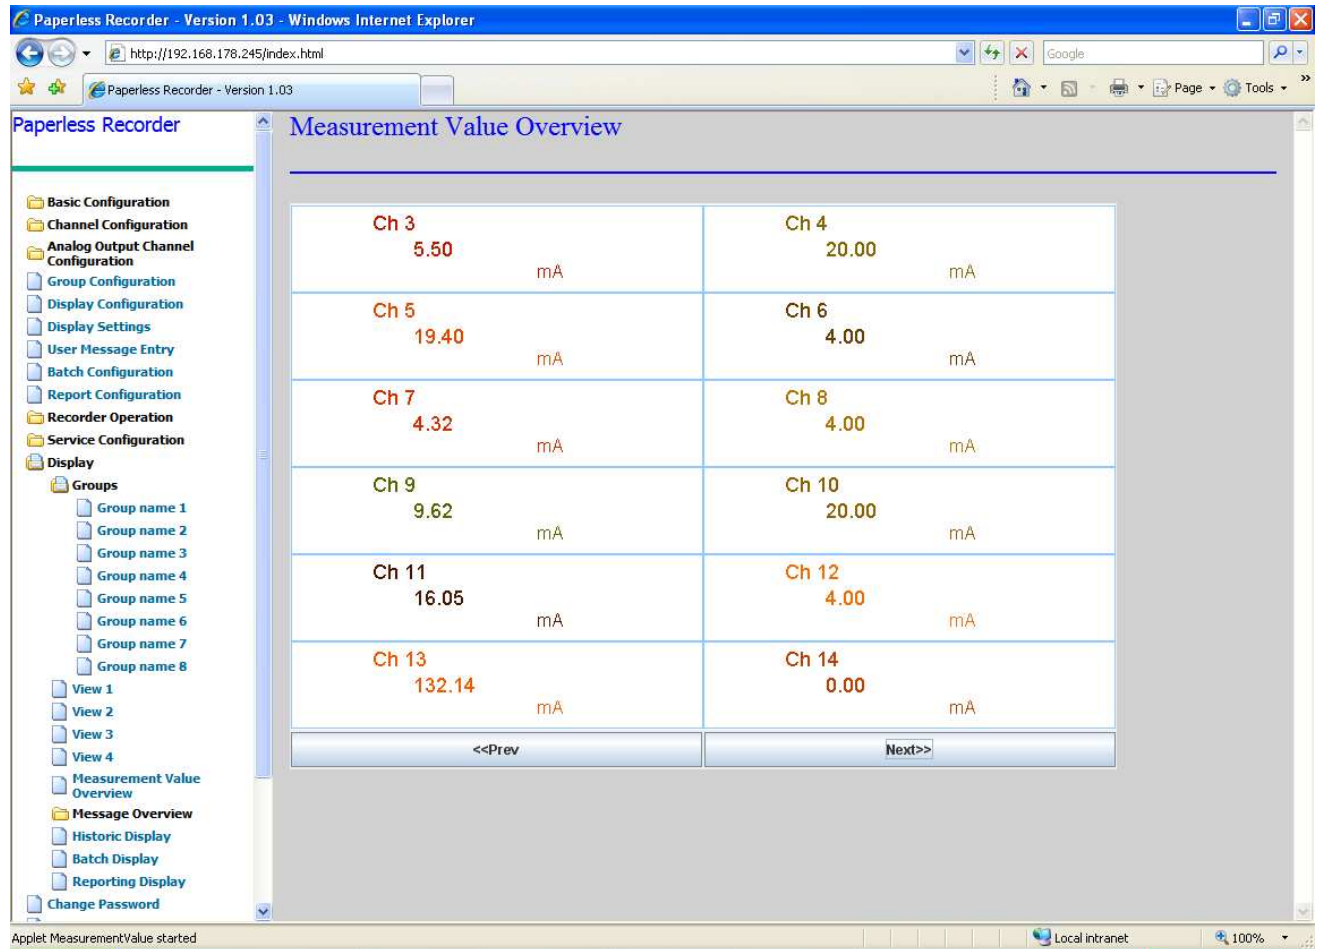 Paperless Recorder - Version 1.03 - Windows Internet Explorer
http://192.168.178.245/index.html
Google
Paperless Recorder - Version 1.03
Page
Tools
Paperless Recorder
Basic Configuration
Channel Configuration
Analog Output Channel
Configuration
Group Configuration
Display Configuration
Display Settings
User Message Entry
Batch Configuration
Report Configuration
Recorder Operation
Service Configuration
Display
Groups
Group name 1
Group name 2
Group name 3
Group name 4
Group name 5
Group name 6
Group name 7
Group name 8
View 1
View 2
View 3
View 4
Measurement Value
Overview
Message Overview
Historic Display
Batch Display
Reporting Display
Change Password
Measurement Value Overview
Ch 3
5.50
mA
Ch 4
20.00
mA
Ch 5
19.40
mA
Ch 6
4.00
mA
Ch 7
4.32
mA
Ch 8
4.00
mA
Ch 9
9.62
mA
Ch 10
20.00
mA
Ch 11
16.05
mA
Ch 12
4.00
mA
Ch 13
132.14
mA
Ch 14
0.00
mA
<<Prev
Next>>
Applet MeasurementValue started
Local intranet
100%